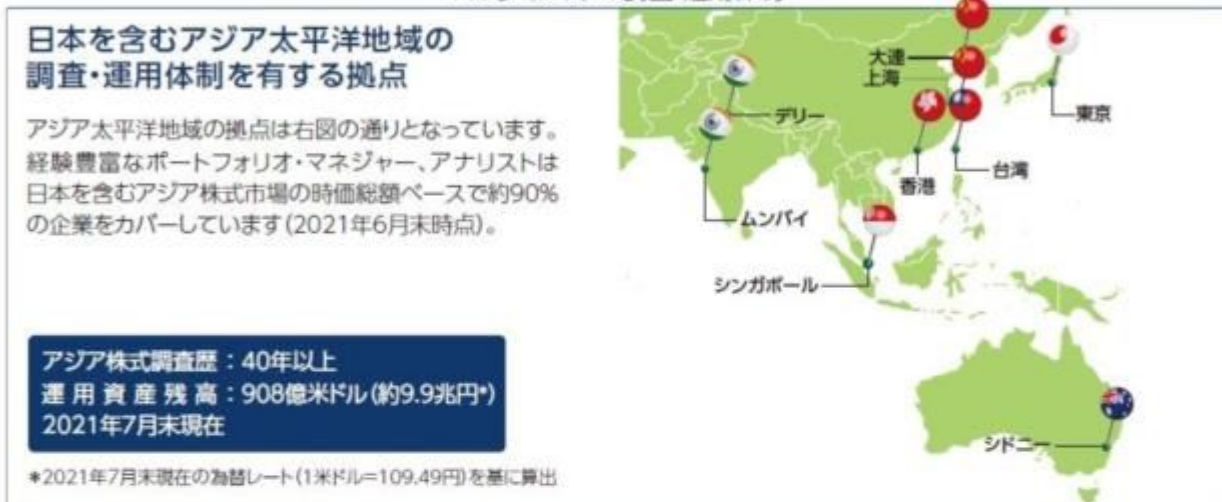 日本を含むアジア太平洋地域の
調査・運用体制を有する拠点
アジア太平洋地域の拠点は右図の通りとなっています。
経験豊富なポートフォリオ・マネジャー、アナリストは
日本を含むアジア株式市場の時価総額ベースで約90%
の企業をカバーしています(2021年6月末時点)。
アジア株式調査歴：40年以上
運用資産残高：908億米ドル(約9.9兆円*)
2021年7月末現在
*2021年7月末現在の為替レート(1米ドル=109.49円)を基に算出
大連
上海
東京
デリー
台湾
香港
ムンバイ
シンガポール
シドニー